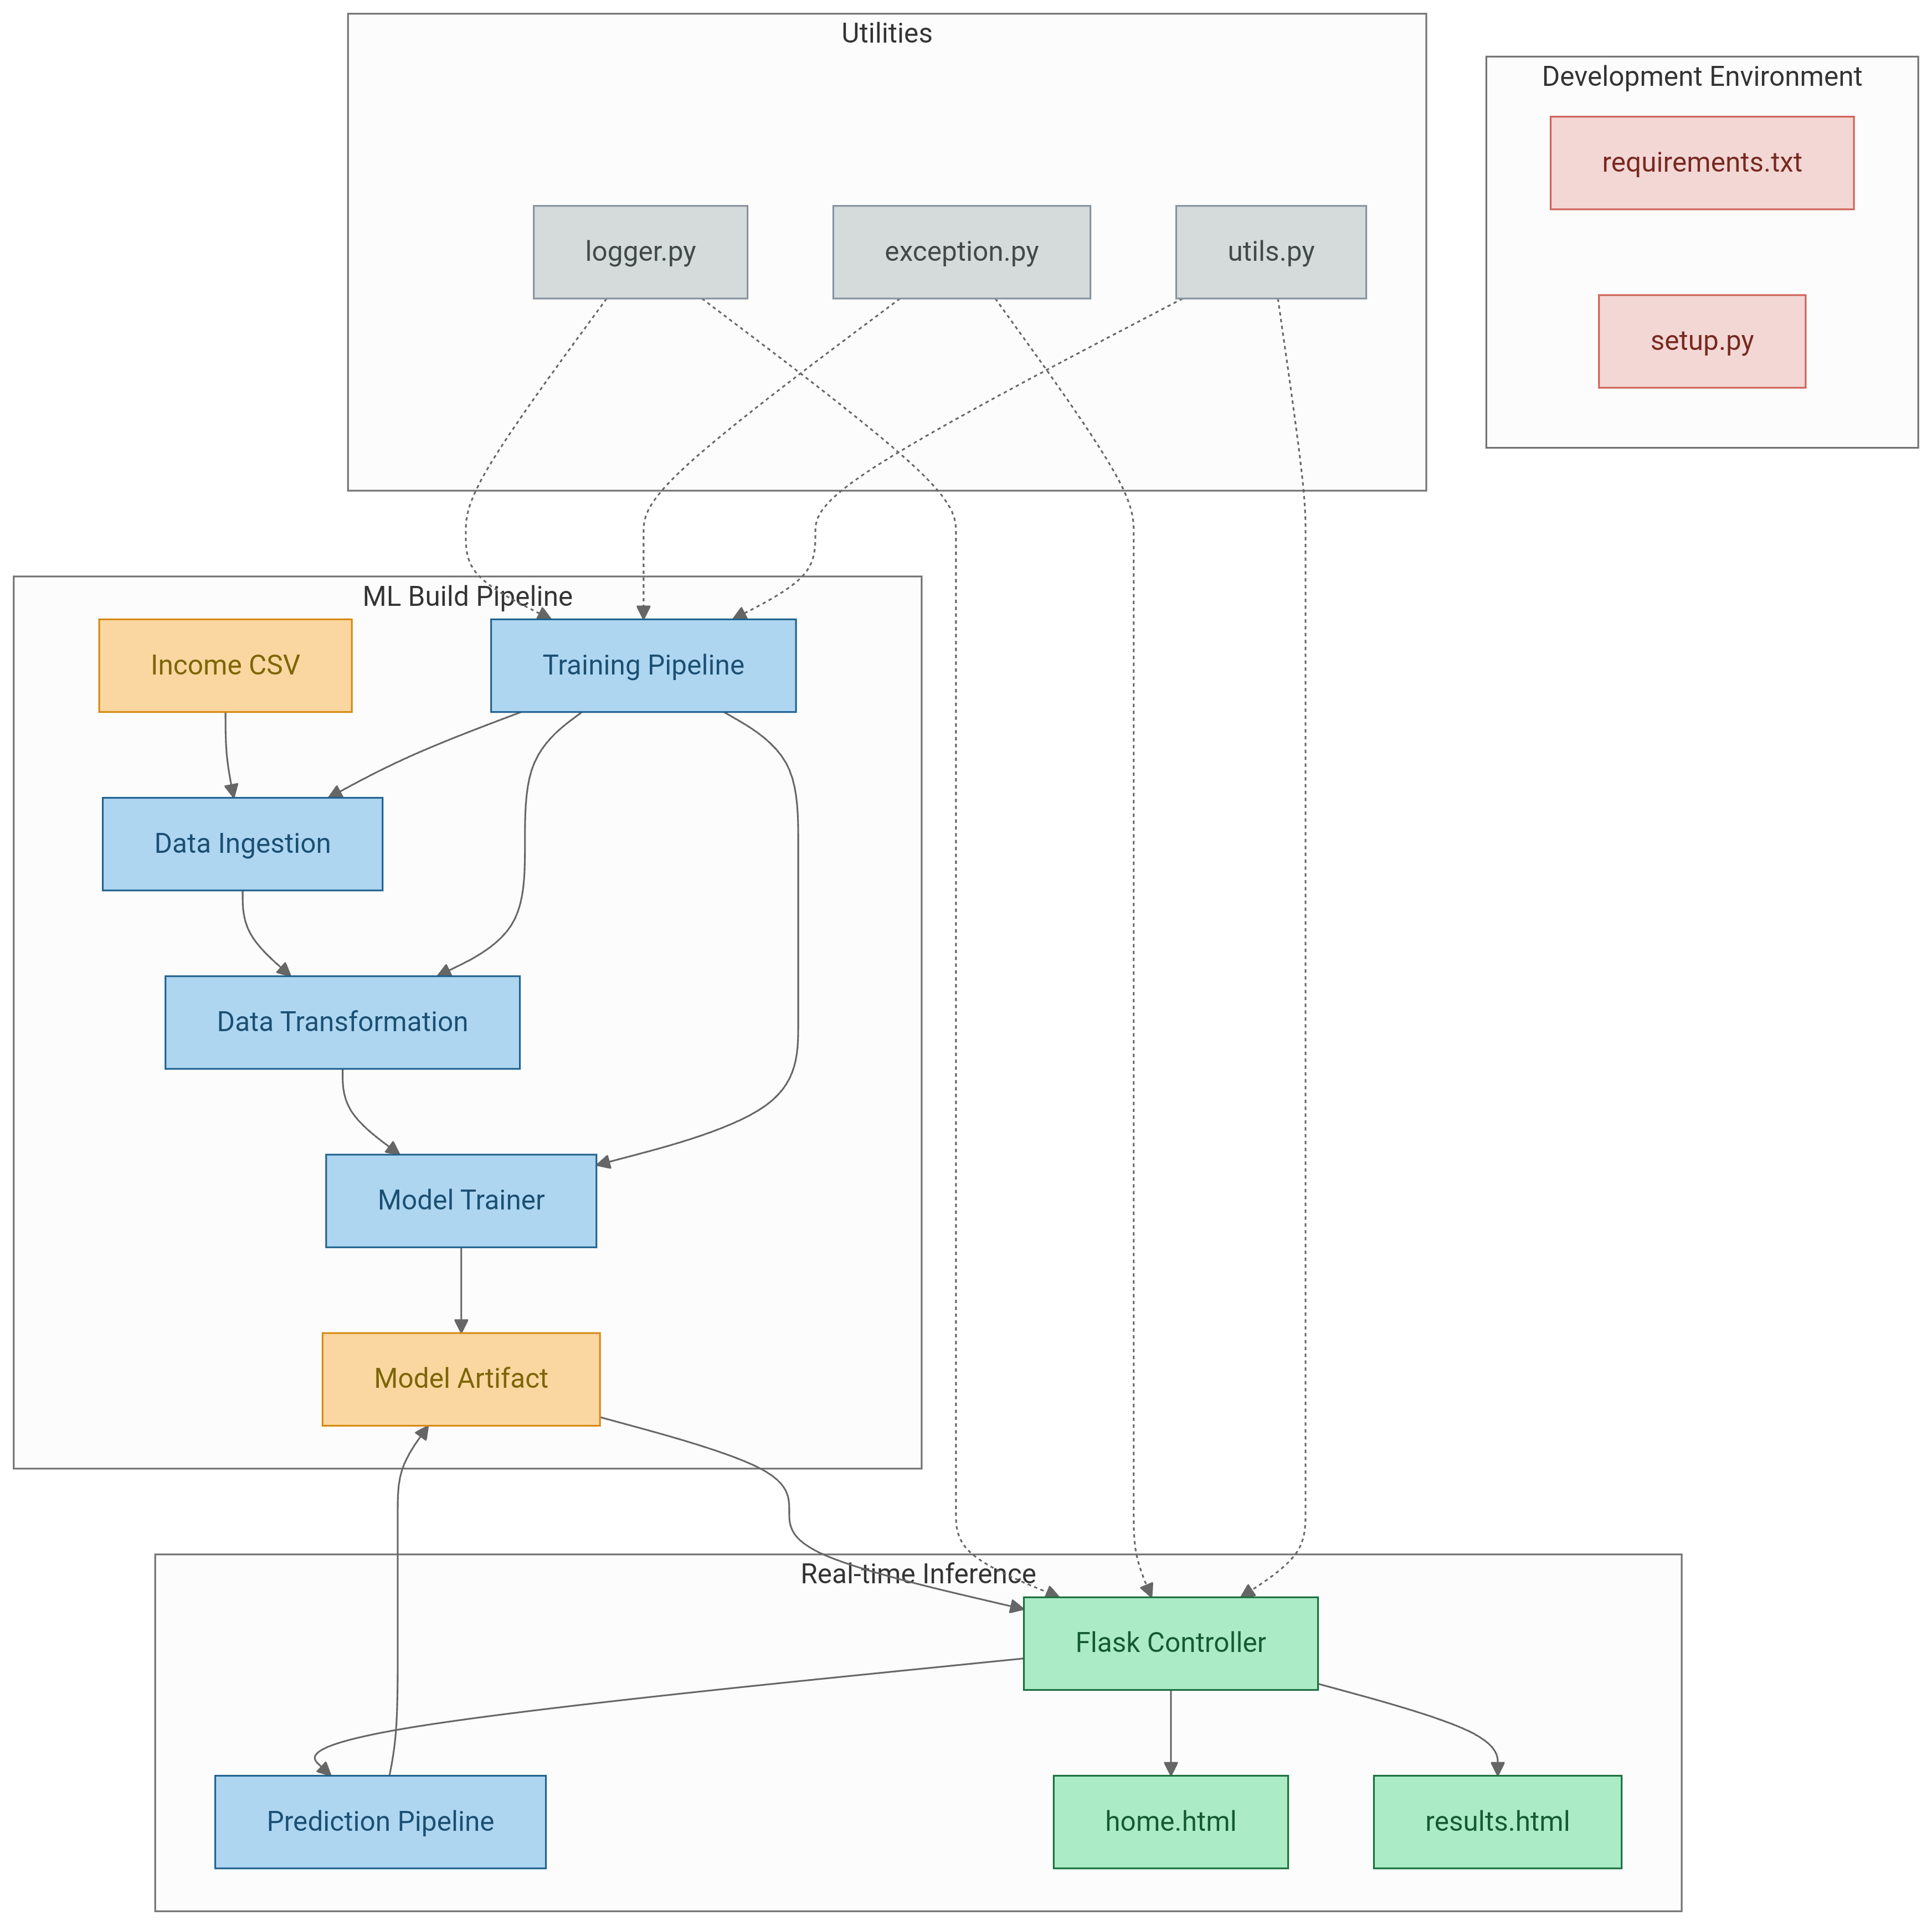 Utilities
Development Environment
requirements.txt
logger.py
exception.py
utils.py
setup.py
ML Build Pipeline
Income CSV
Training Pipeline
Data Ingestion
Data Transformation
Model Trainer
Model Artifact
Real-time Inference
Flask Controller
Prediction Pipeline
home.html
results.html